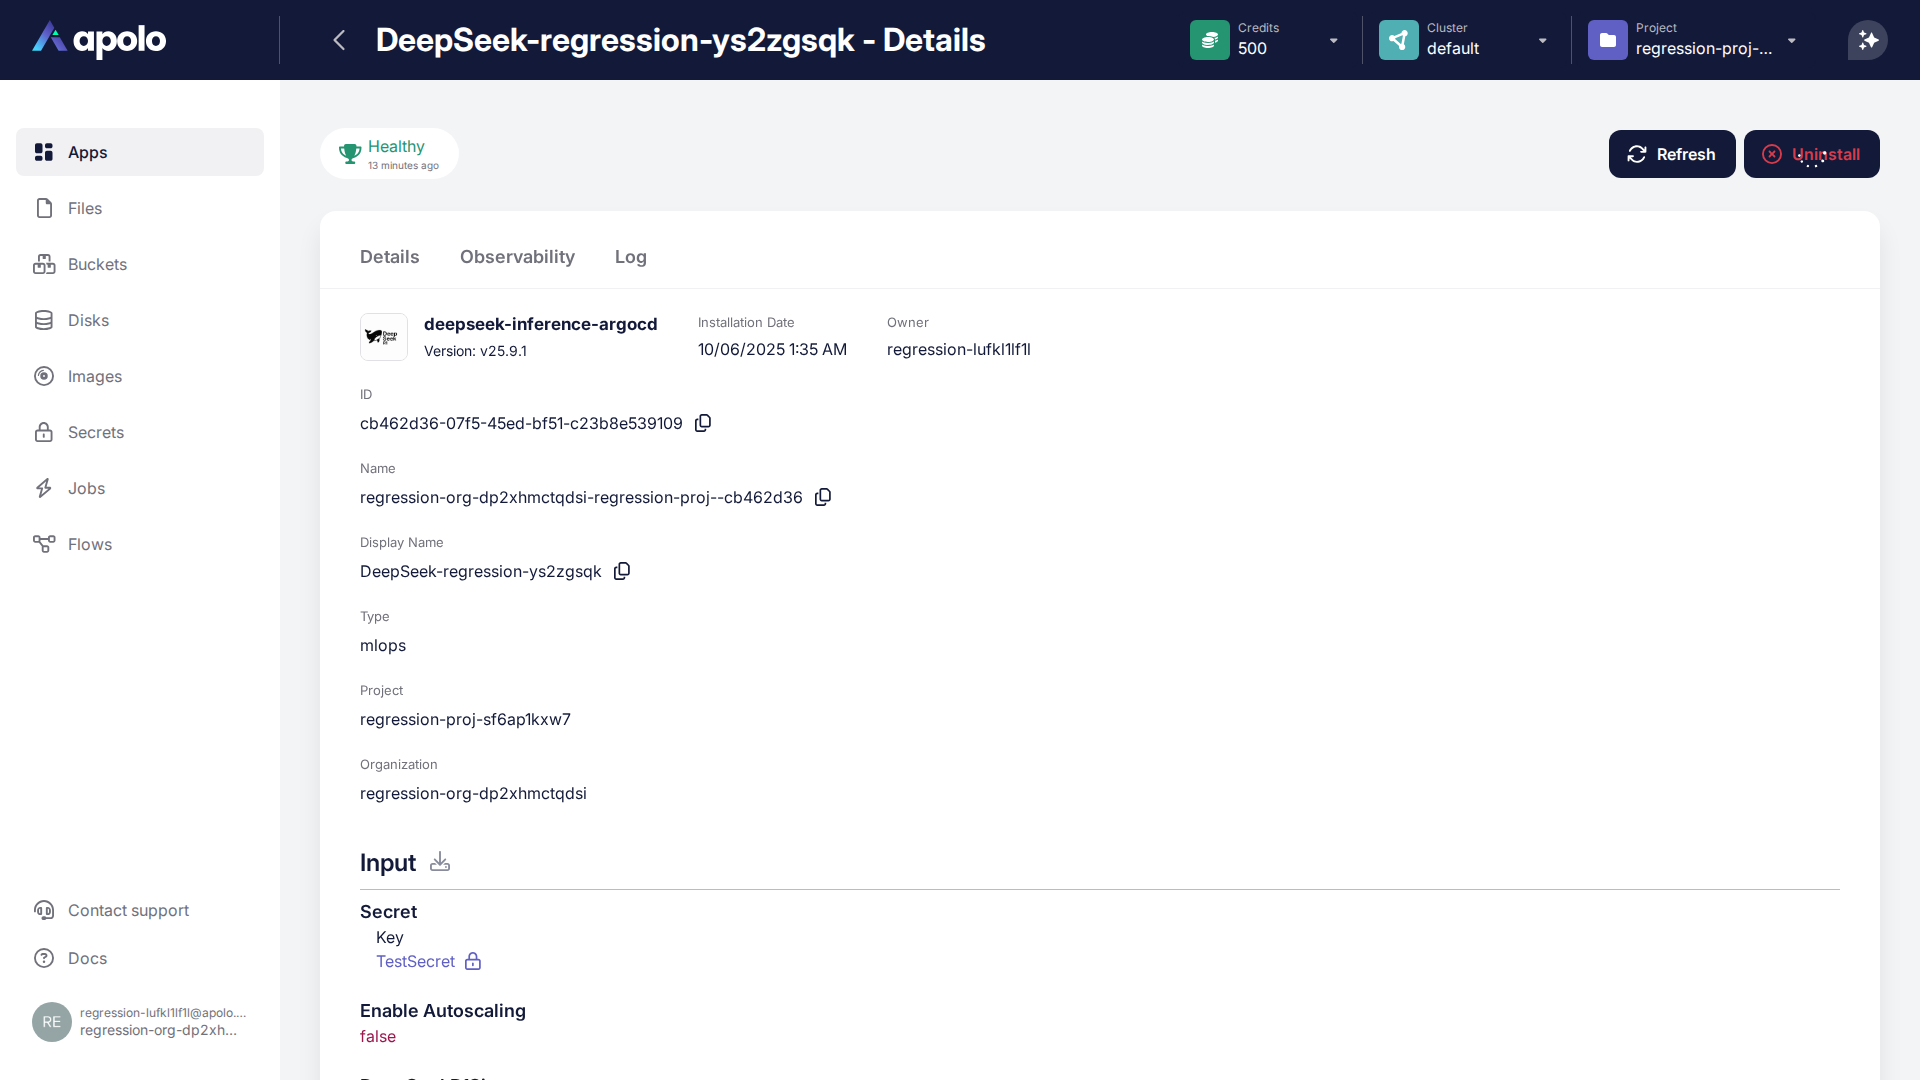 apolo
DeepSeek-regression-ys2zgsqk - Details
Credits
500
Cluster
default
Project
regression-proj-...
Apps
Files
Buckets
Disks
Images
Secrets
Jobs
Flows
Contact support
Docs
RE
regression-lufkl1lf1l@apolo....
regression-org-dp2xh...
Healthy
13 minutes ago
Refresh
Uninstall
Details
Observability
Log
deepseek-inference-argocd
Version: v25.9.1
Installation Date
10/06/2025 1:35 AM
Owner
regression-lufkl1lf1l
ID
cb462d36-07f5-45ed-bf51-c23b8e539109
Name
regression-org-dp2xhmctqdsi-regression-proj--cb462d36
Display Name
DeepSeek-regression-ys2zgsqk
Type
mlops
Project
regression-proj-sf6ap1kxw7
Organization
regression-org-dp2xhmctqdsi
Input
Secret
Key
TestSecret
Enable Autoscaling
false